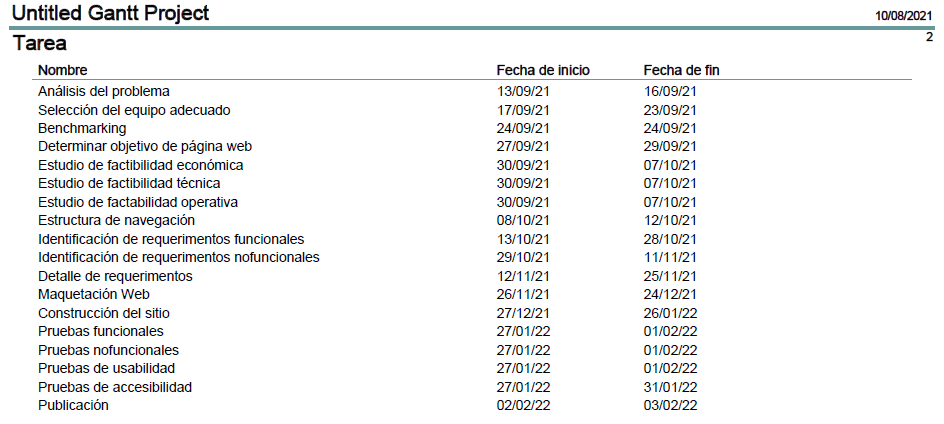 Untitled Gantt Project
10/08/2021
Tarea
2
Nombre Fecha de inicio Fecha de fin
Análisis del problema 13/09/21 16/09/21
Selección del equipo adecuado 17/09/21 23/09/21
Benchmarking 24/09/21 24/09/21
Determinar objetivo de página web 27/09/21 29/09/21
Estudio de factibilidad económica 30/09/21 07/10/21
Estudio de factibilidad técnica 30/09/21 07/10/21
Estudio de factabilidad operativa 30/09/21 07/10/21
Estructura de navegación 08/10/21 12/10/21
Identificación de requerimentos funcionales 13/10/21 28/10/21
Identificación de requerimentos nofuncionales 29/10/21 11/11/21
Detalle de requerimentos 12/11/21 25/11/21
Maquetación Web 26/11/21 24/12/21
Construcción del sitio 27/12/21 26/01/22
Pruebas funcionales 27/01/22 01/02/22
Pruebas nofuncionales 27/01/22 01/02/22
Pruebas de usabilidad 27/01/22 01/02/22
Pruebas de accesibilidad 27/01/22 31/01/22
Publicación 02/02/22 03/02/22